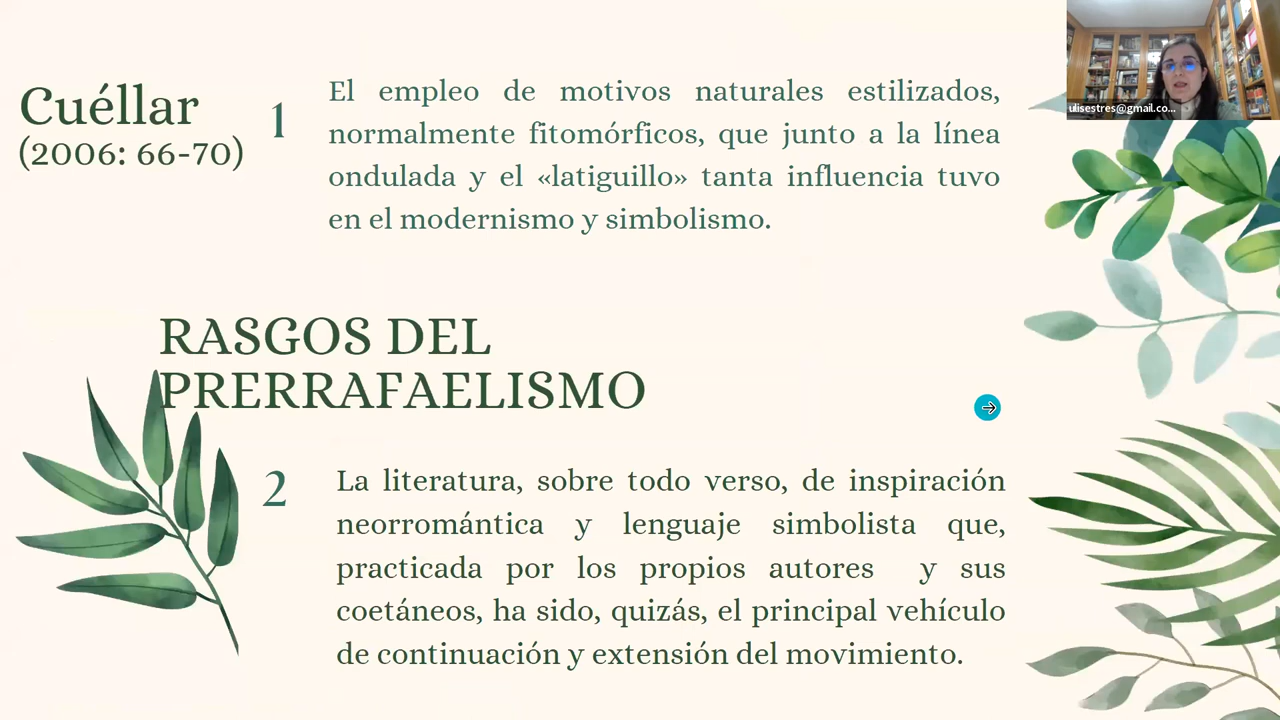 Cuéllar
(2006: 66-70)
1
El empleo de motivos naturales estilizados,
normalmente fitomórficos, que junto a la línea
ondulada y el «latiguillo» tanta influencia tuvo
en el modernismo y simbolismo.
ulisestres@gmail.co...
RASGOS DEL
PRERRAFAELISMO
2
La literatura, sobre todo verso, de inspiración
neorromántica y lenguaje simbolista que,
practicada por los propios autores y sus
coetáneos, ha sido, quizás, el principal vehículo
de continuación y extensión del movimiento.